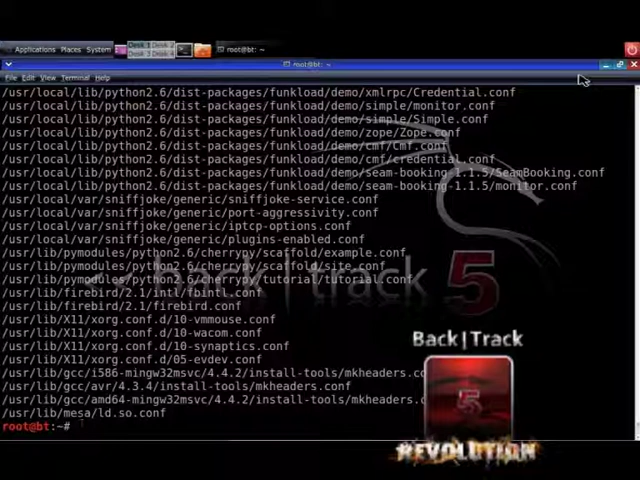 Applications Places System
Desk 1 Desk 2
Desk 3 Desk 4
root@bt: ~
root@bt: ~
File Edit View Terminal Help
/usr/local/lib/python2.6/dist-packages/funkload/demo/xmlrpc/Credential.conf
/usr/local/lib/python2.6/dist-packages/funkload/demo/simple/monitor.conf
/usr/local/lib/python2.6/dist-packages/funkload/demo/simple/Simple.conf
/usr/local/lib/python2.6/dist-packages/funkload/demo/zope/Zope.conf
/usr/local/lib/python2.6/dist-packages/funkload/demo/cmf/Cmf.conf
/usr/local/lib/python2.6/dist-packages/funkload/demo/cmf/credential.conf
/usr/local/lib/python2.6/dist-packages/funkload/demo/seam-booking-1.1.5/SeamBooking.conf
/usr/local/lib/python2.6/dist-packages/funkload/demo/seam-booking-1.1.5/monitor.conf
/usr/local/var/sniffjoke/generic/sniffjoke-service.conf
/usr/local/var/sniffjoke/generic/port-aggressivity.conf
/usr/local/var/sniffjoke/generic/iptcp-options.conf
/usr/local/var/sniffjoke/generic/plugins-enabled.conf
/usr/lib/pymodules/python2.6/cherrypy/scaffold/example.conf
/usr/lib/pymodules/python2.6/cherrypy/scaffold/site.conf
/usr/lib/pymodules/python2.6/cherrypy/tutorial/tutorial.conf
/usr/lib/firebird/2.1/intl/fbintl.conf
/usr/lib/firebird/2.1/firebird.conf
/usr/lib/X11/xorg.conf.d/10-vmmouse.conf
/usr/lib/X11/xorg.conf.d/10-wacom.conf
/usr/lib/X11/xorg.conf.d/10-synaptics.conf
/usr/lib/X11/xorg.conf.d/05-evdev.conf
/usr/lib/gcc/i586-mingw32msvc/4.4.2/install-tools/mkheaders.c
/usr/lib/gcc/avr/4.3.4/install-tools/mkheaders.conf
/usr/lib/gcc/amd64-mingw32msvc/4.4.2/install-tools/mkheaders.c
/usr/lib/mesa/ld.so.conf
root@bt:~#
<< back | track 5
Back|Track
5
REVOLUTION